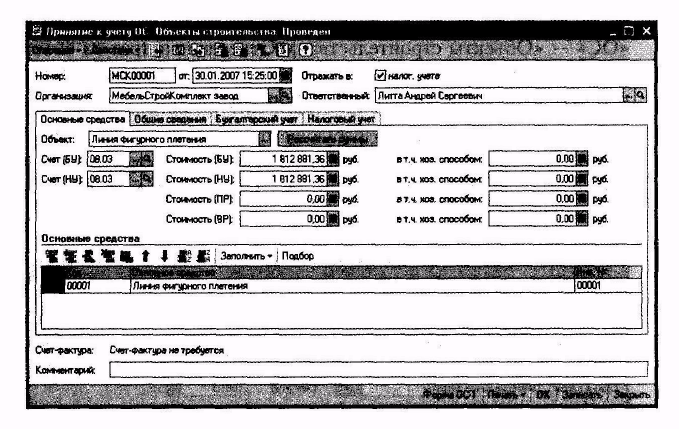 Принятие к учету ОС: Объекты строительства. Проведен
Номер: МСК00001 от: 30.01.2007 15:25:00 Отражать в: налог. учете
Организация: МебельСтройКомплект завод Ответственный: Литта Андрей Сергеевич
Основные средства Общие сведения Бухгалтерский учет Налоговый учет
Объект: Линия фигурного плетения Рассчитать суммы
Счет (БУ): 08.03 Стоимость (БУ): 1 812 881,36 руб. в т.ч. хоз. способом: 0,00 руб.
Счет (НУ): 08.03 Стоимость (НУ): 1 812 881,36 руб. в т.ч. хоз. способом: 0,00 руб.
Стоимость (ПР): 0,00 руб. в т.ч. хоз. способом: 0,00 руб.
Стоимость (ВР): 0,00 руб. в т.ч. хоз. способом: 0,00 руб.
Основные средства
Заполнить Подбор
00001 Линия фигурного плетения 00001
Счет-фактура: Счет-фактура не требуется
Комментарий:
Форма ОС1 Печать OK Записать Закрыть